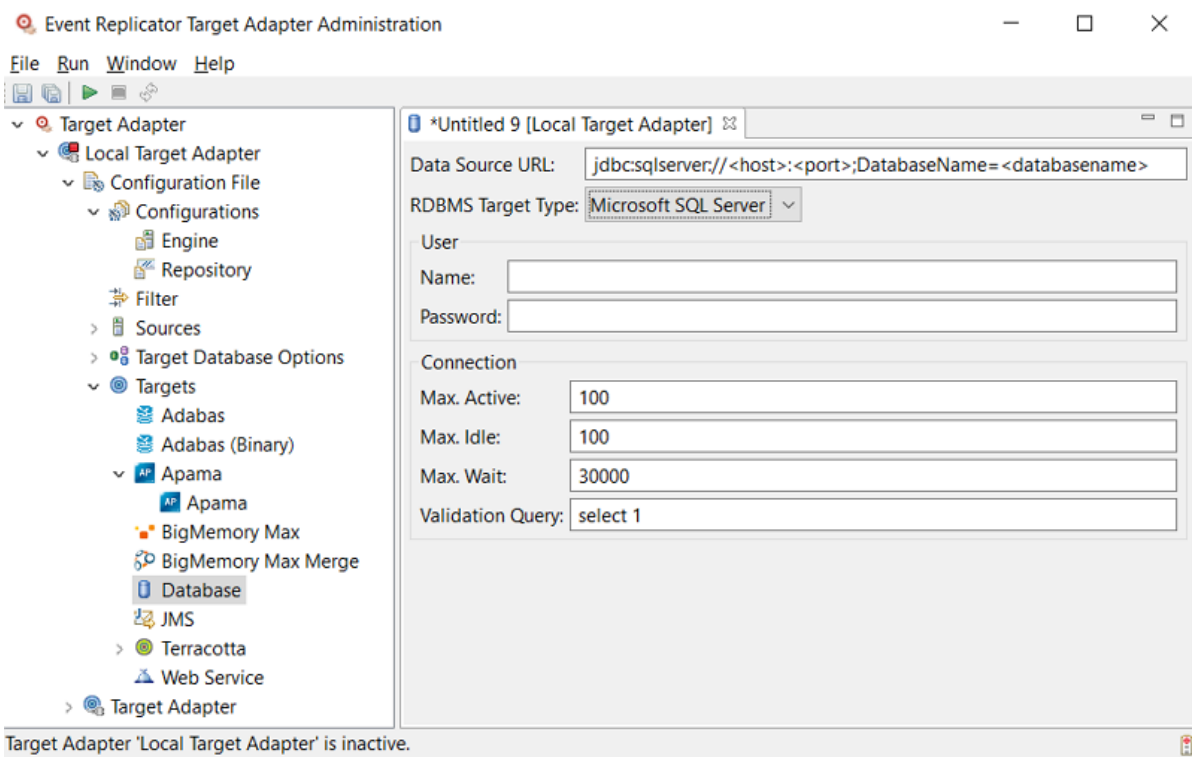 Event Replicator Target Adapter Administration
File Run Window Help
Target Adapter
Local Target Adapter
Configuration File
Configurations
Engine
Repository
Filter
Sources
Target Database Options
Targets
Adabas
Adabas (Binary)
Apama
AP Apama
BigMemory Max
BigMemory Max Merge
Database
JMS
Terracotta
Web Service
Target Adapter
*Untitled 9 [Local Target Adapter]
Data Source URL: jdbc:sqlserver://<host>:<port>;DatabaseName=<databasename>
RDBMS Target Type: Microsoft SQL Server
User
Name:
Password:
Connection
Max. Active: 100
Max. Idle: 100
Max. Wait: 30000
Validation Query: select 1
Target Adapter 'Local Target Adapter' is inactive.